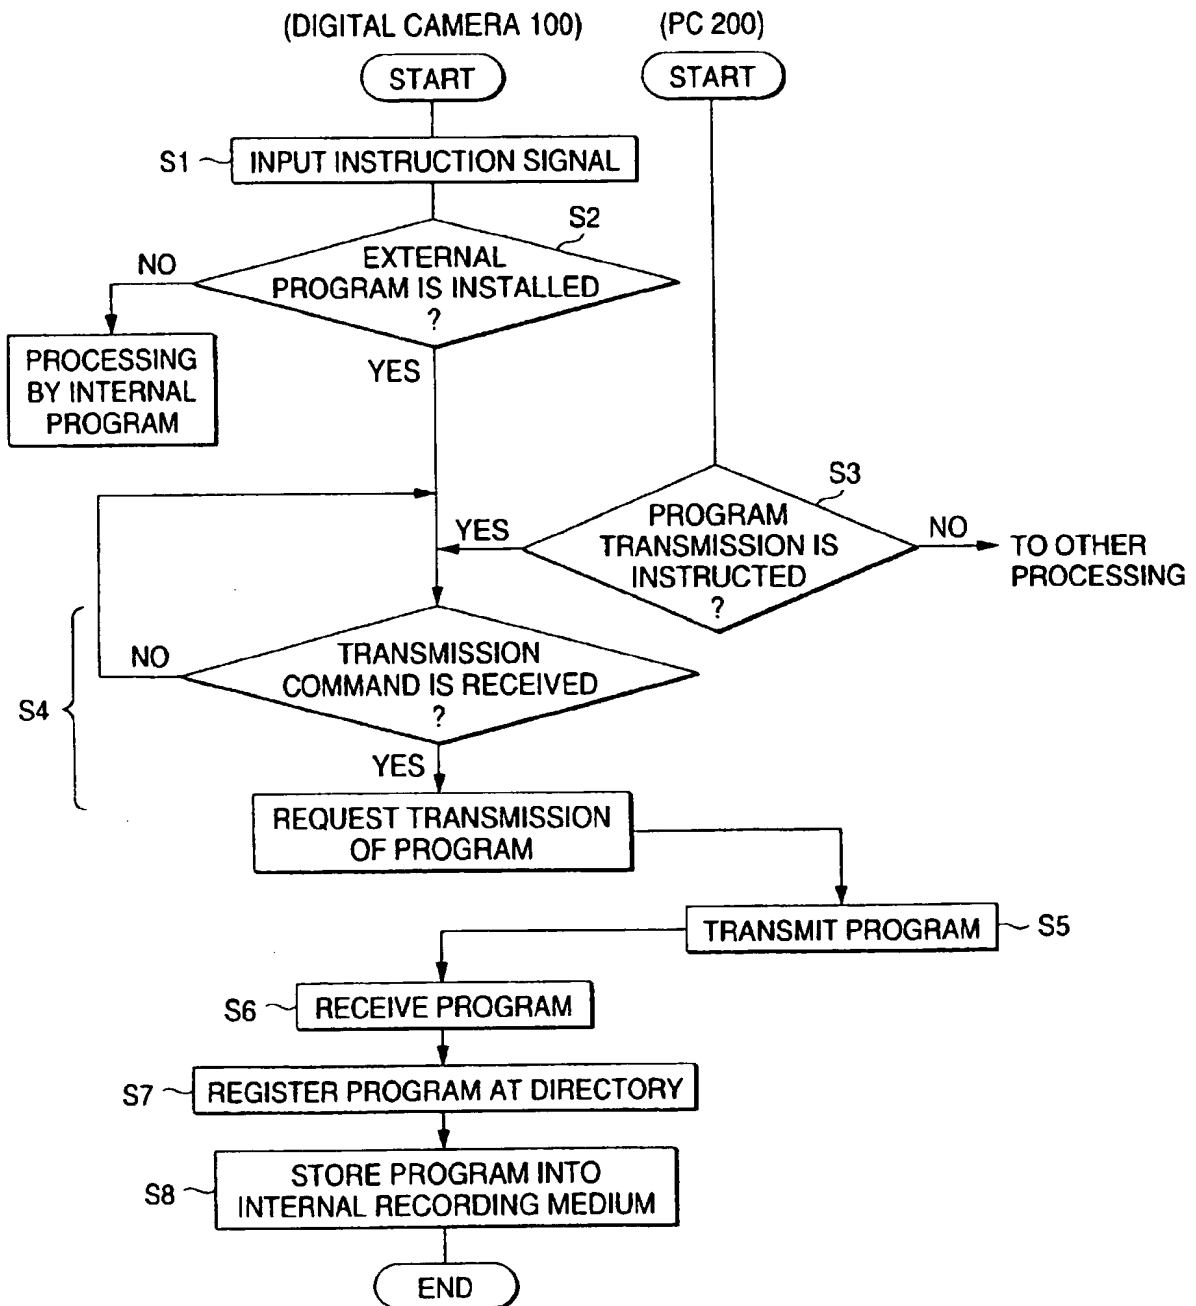 (DIGITAL CAMERA 100)
(PC 200)
START
START
S1
INPUT INSTRUCTION SIGNAL
S2
EXTERNAL
PROGRAM IS INSTALLED
?
NO
YES
PROCESSING
BY INTERNAL
PROGRAM
S3
PROGRAM
TRANSMISSION IS
INSTRUCTED
?
YES
NO
TO OTHER
PROCESSING
S4
TRANSMISSION
COMMAND IS RECEIVED
?
NO
YES
REQUEST TRANSMISSION
OF PROGRAM
TRANSMIT PROGRAM
S5
S6
RECEIVE PROGRAM
S7
REGISTER PROGRAM AT DIRECTORY
S8
STORE PROGRAM INTO
INTERNAL RECORDING MEDIUM
END